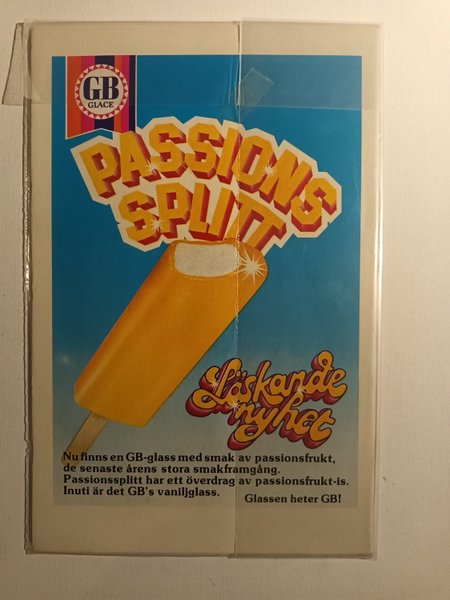 GB
GLACE
PASSIONS
SPLITT
Läskande
nyhet
Nu finns en GB-glass med smak av passionsfrukt,
de senaste årens stora smakframgång.
Passionssplitt har ett överdrag av passionsfrukt-is.
Inuti är det GB's vaniljglass.
Glassen heter GB!